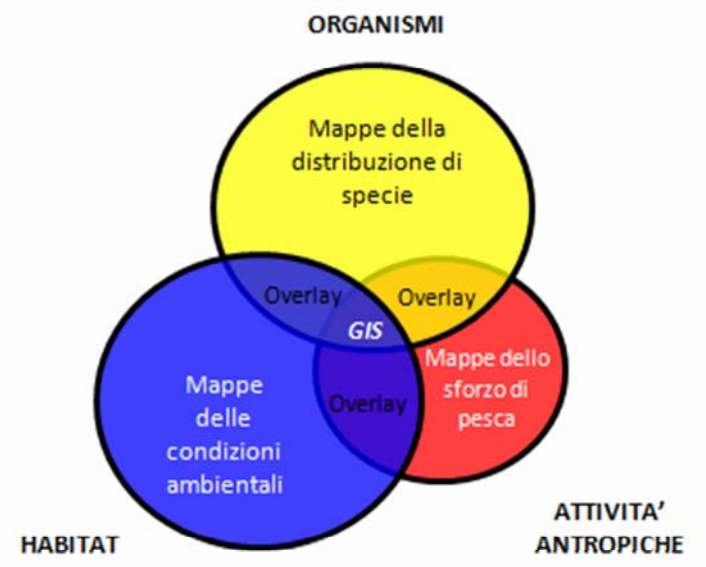 ORGANISMI
Mappe della
distribuzione di
specie
Overlay
Overlay
GIS
Mappe dello
sforzo di
pesca
Overlay
Mappe
delle
condizioni
ambientali
HABITAT
ATTIVITA’
ANTROPICHE